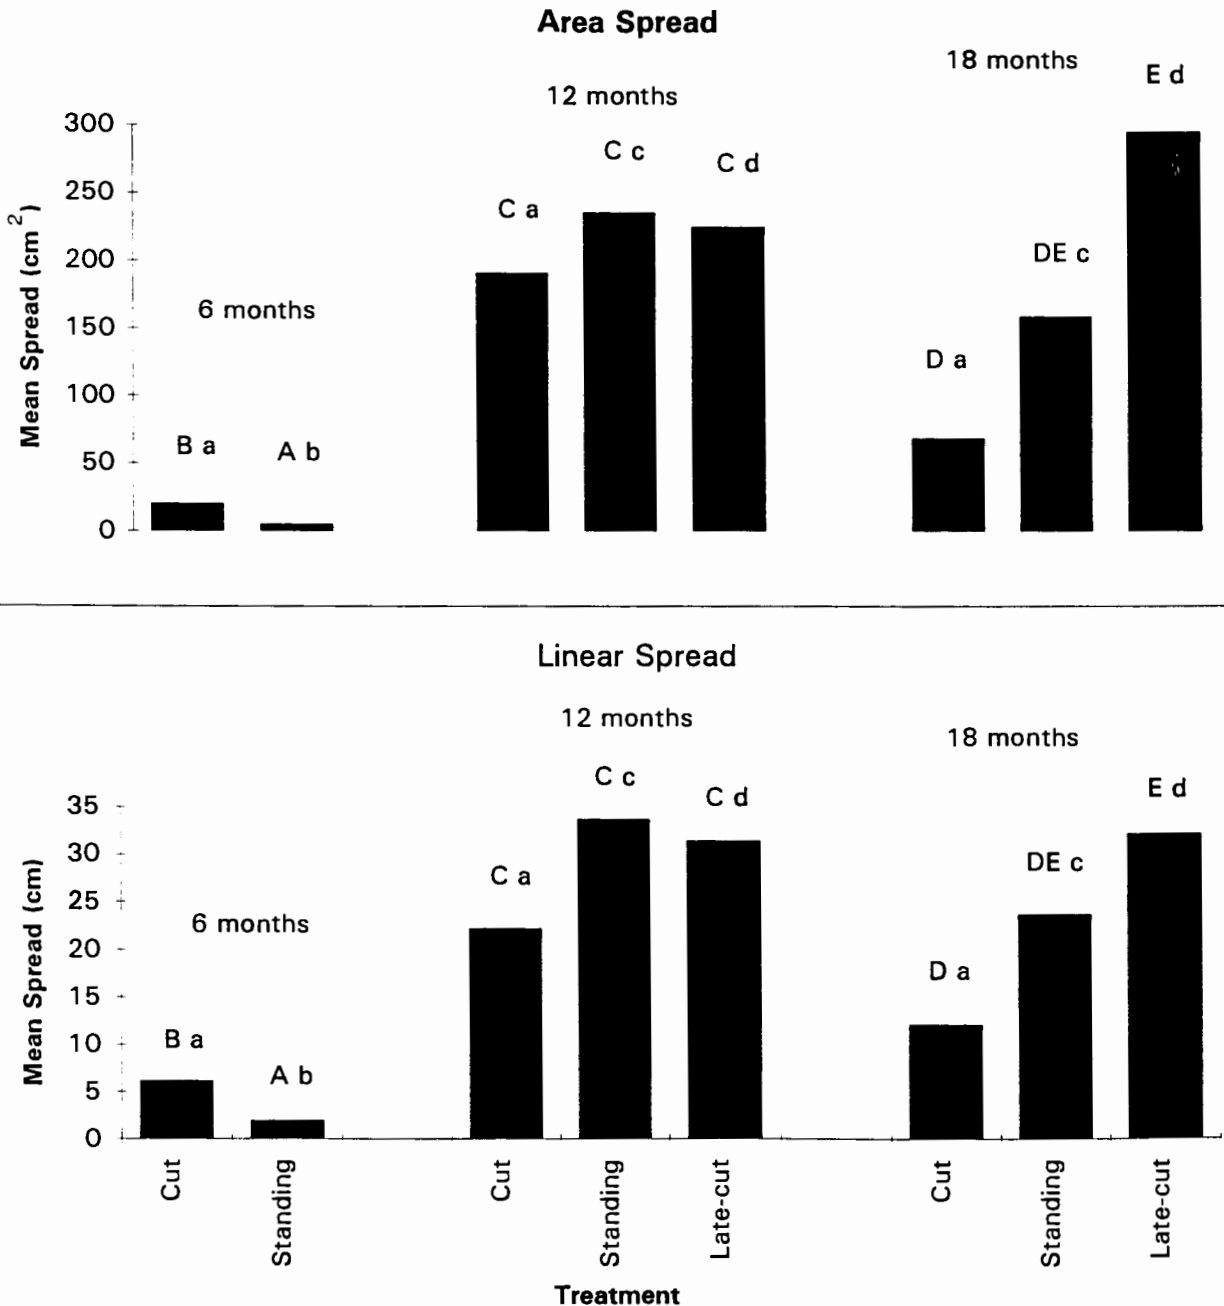 Area Spread
18 months
E d
12 months
300
C c
C d
250
C a
200
DE c
6 months
150
D a
100
B a
A b
50
0
Mean Spread (cm²)
Linear Spread
12 months
18 months
C c
E d
C d
35
30
DE c
C a
25
6 months
20
D a
15
B a
10
A b
5
0
Mean Spread (cm)
Cut
Standing
Cut
Standing
Late-cut
Cut
Standing
Late-cut
Treatment